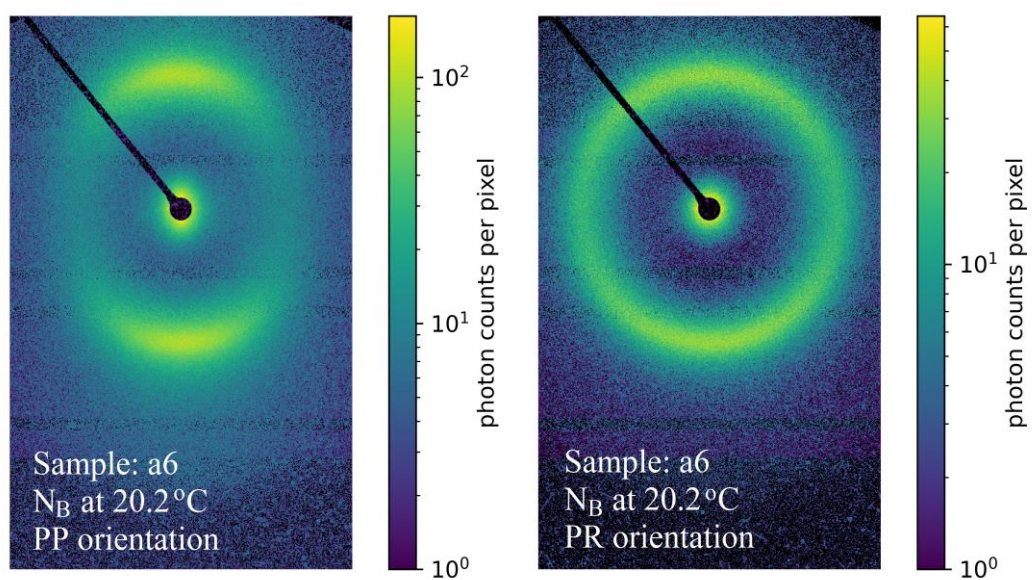 10²
10¹
10⁰
photon counts per pixel
Sample: a6
N_B at 20.2°C
PP orientation
10¹
10⁰
photon counts per pixel
Sample: a6
N_B at 20.2°C
PR orientation